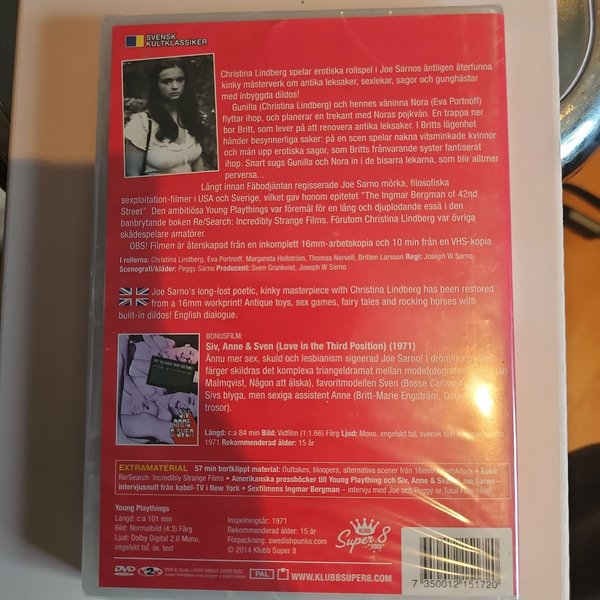 SVENSK
KULTKLASSIKER
Christina Lindberg spelar erotiska rollspel i Joe Sarnos äntligen återfunna
kinky mästerverk om antika leksaker, sexlekar, sagor och gunghästar
med inbyggda dildos!
Gunilla (Christina Lindberg) och hennes väninna Nora (Eva Portnoff)
flyttar ihop, och planerar en trekant med Noras pojkvän. En trappa ner
bor Britt, som lever på att renovera antika leksaker. I Britts lägenhet
händer besynnerliga saker: på en scen spelar nakna vitsminkade kvinnor
och män upp erotiska sagor, som Britts frånvarande syster fantiserat
ihop. Snart sugs Gunilla och Nora in i de bisarra lekarna, som blir alltmer
perversa...
Långt innan Fäbodjäntan regisserade Joe Sarno mörka, filosofiska
sexploitation-filmer i USA och Sverige, vilket gav honom epitetet "The Ingmar Bergman of 42nd
Street". Den ambitiösa Young Playthings var föremål för en lång och djuplodande essä i den
banbrytande boken Re/Search: Incredibly Strange Films. Förutom Christina Lindberg var övriga
skådespelare amatörer.
OBS! Filmen är återskapad från en inkomplett 16mm-arbetskopia och 10 min från en VHS-kopia.
I rollerna: Christina Lindberg, Eva Portnoff, Margareta Hellström, Thomas Nervell, Britten Larsson Regi: Joseph W Sarno
Scenografi/kläder: Peggy Sarno Producent: Sven Grankvist, Joseph W Sarno
Joe Sarno's long-lost poetic, kinky masterpiece with Christina Lindberg has been restored
from a 16mm workprint! Antique toys, sex games, fairy tales and rocking horses with
built-in dildos! English dialogue.
BONUSFILM:
Siv, Anne & Sven (Love in the Third Position) (1971)
Ännu mer sex, skuld och lesbianism signerad Joe Sarno! I drömlika
färger skildras det komplexa triangeldramat mellan modefotografen
Malmqvist, Någon att älska), favoritmodellen Sven (Bosse Carlsson
Sivs blyga, men sexiga assistent Anne (Britt-Marie Engström,
trosor).
SIV
ANNE
& SVEN
Längd: c:a 84 min Bild: Vidfilm (1:1.66) Färg Ljud: Mono, engelskt tal, svensk text
1971 Rekommenderad ålder: 15 år
EXTRAMATERIAL 57 min bortklippt material: Outtakes, bloopers, alternativa scener från 16mm arbetskopia • Essä:
Re/Search: Incredibly Strange Films • Amerikanska pressböcker till Young Plaything och Siv, Anne & Sven • Joe Sarno-
intervjusnutt från kabel-TV i New York • Sexfilmens Ingmar Bergman – intervju med Joe och Peggy ur Total Film 1999
Young Playthings
Längd: c:a 101 min
Bild: Normalbild (4:3) Färg
Ljud: Dolby Digital 2.0 Mono,
engelskt tal, sv. text
Inspelningsår: 1971
Rekommenderad ålder: 15 år
Formgivning: swedishpunks.com
© 2014 Klubb Super 8
KLUBB
Super 8
VIDEO
DVD 2 PAL WWW.KLUBBSUPER8.COM
7 350012 151720